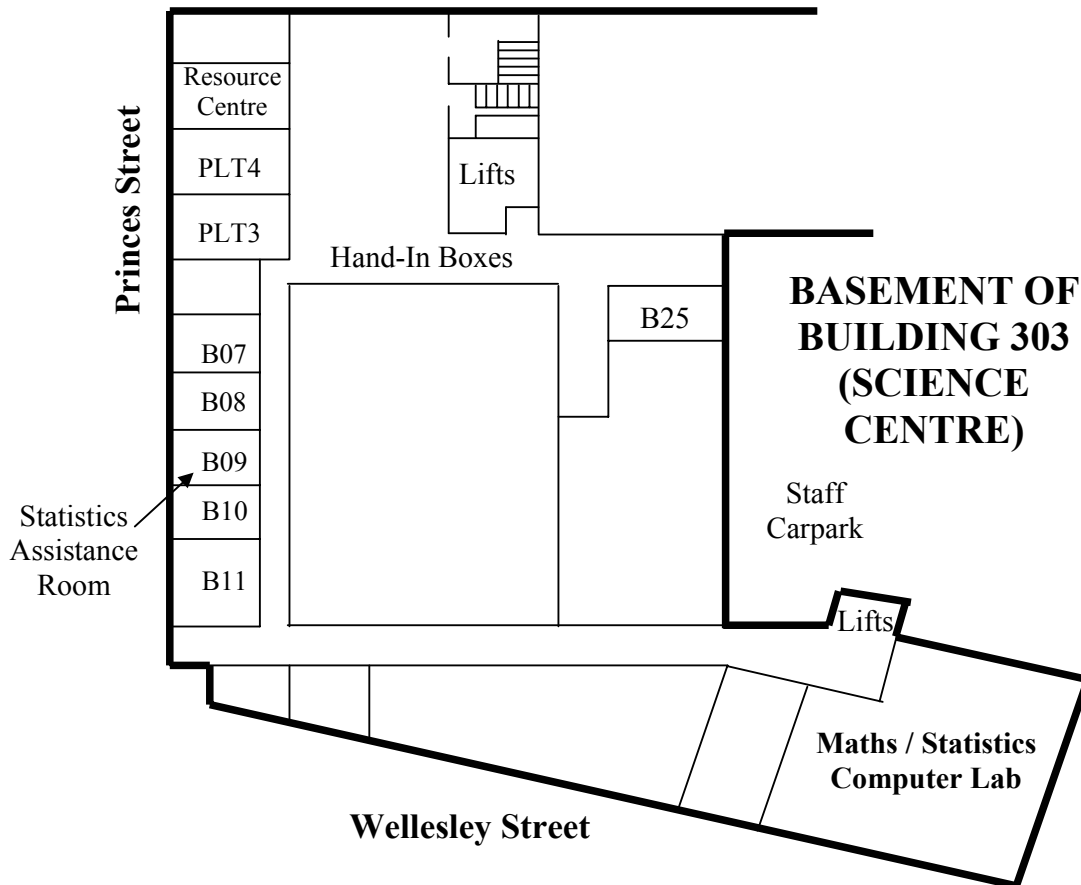 Resource
Centre
PLT4
PLT3
Princes Street
Lifts
Hand-In Boxes
B25
BASEMENT OF
BUILDING 303
(SCIENCE
CENTRE)
B07
B08
B09
B10
B11
Statistics
Assistance
Room
Staff
Carpark
Lifts
Maths / Statistics
Computer Lab
Wellesley Street